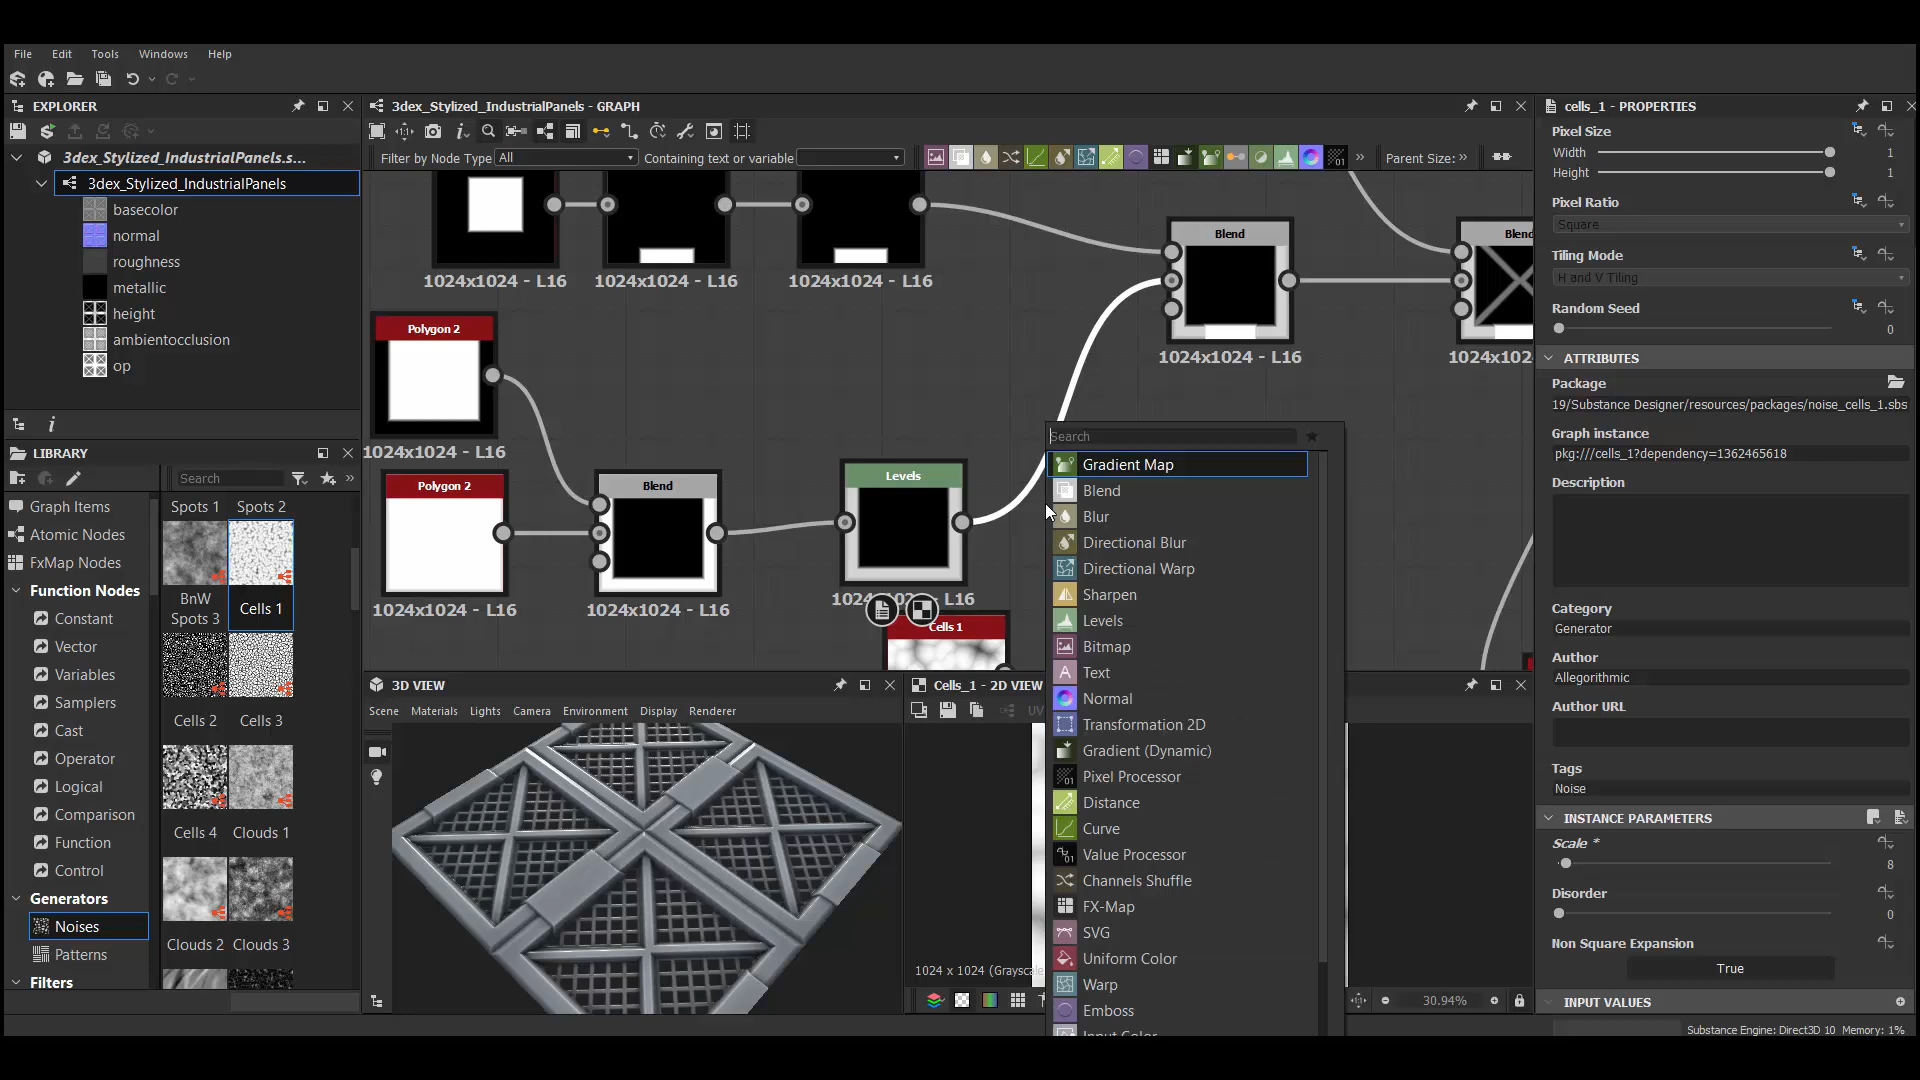 File Edit Tools Windows Help
EXPLORER
3dex_Stylized_IndustrialPanels.s...
3dex_Stylized_IndustrialPanels
basecolor
normal
roughness
metallic
height
ambientocclusion
op
LIBRARY
Search
Graph Items
Atomic Nodes
FxMap Nodes
Function Nodes
Constant
Vector
Variables
Samplers
Cast
Operator
Logical
Comparison
Function
Control
Generators
Noises
Patterns
Filters
Spots 1 Spots 2
BnW Spots 3
Cells 1
Cells 2 Cells 3
Cells 4 Clouds 1
Clouds 2 Clouds 3
3dex_Stylized_IndustrialPanels - GRAPH
Filter by Node Type All Containing text or variable Parent Size:
1024x1024 - L16 1024x1024 - L16 1024x1024 - L16
Blend
1024x1024 - L16
Blend
Polygon 2
1024x1024 - L16
Polygon 2
1024x1024 - L16
Blend
1024x1024 - L16
Levels
Cells 1
Search
Gradient Map
Blend
Blur
Directional Blur
Directional Warp
Sharpen
Levels
Bitmap
Text
Normal
Transformation 2D
Gradient (Dynamic)
Pixel Processor
Distance
Curve
Value Processor
Channels Shuffle
FX-Map
SVG
Uniform Color
Warp
Emboss
Input Color
3D VIEW
Scene Materials Lights Camera Environment Display Renderer
Cells_1 - 2D VIEW
UV
1024 x 1024 (Graysca
30.94%
cells_1 - PROPERTIES
Pixel Size
Width 1
Height 1
Pixel Ratio
Square
Tiling Mode
H and V Tiling
Random Seed
0
ATTRIBUTES
Package
19/Substance Designer/resources/packages/noise_cells_1.sbs
Graph instance
pkg:///cells_1?dependency=1362465618
Description
Category
Generator
Author
Allegorithmic
Author URL
Tags
Noise
INSTANCE PARAMETERS
Scale *
8
Disorder
0
Non Square Expansion
True
INPUT VALUES
Substance Engine: Direct3D 10 Memory: 1%